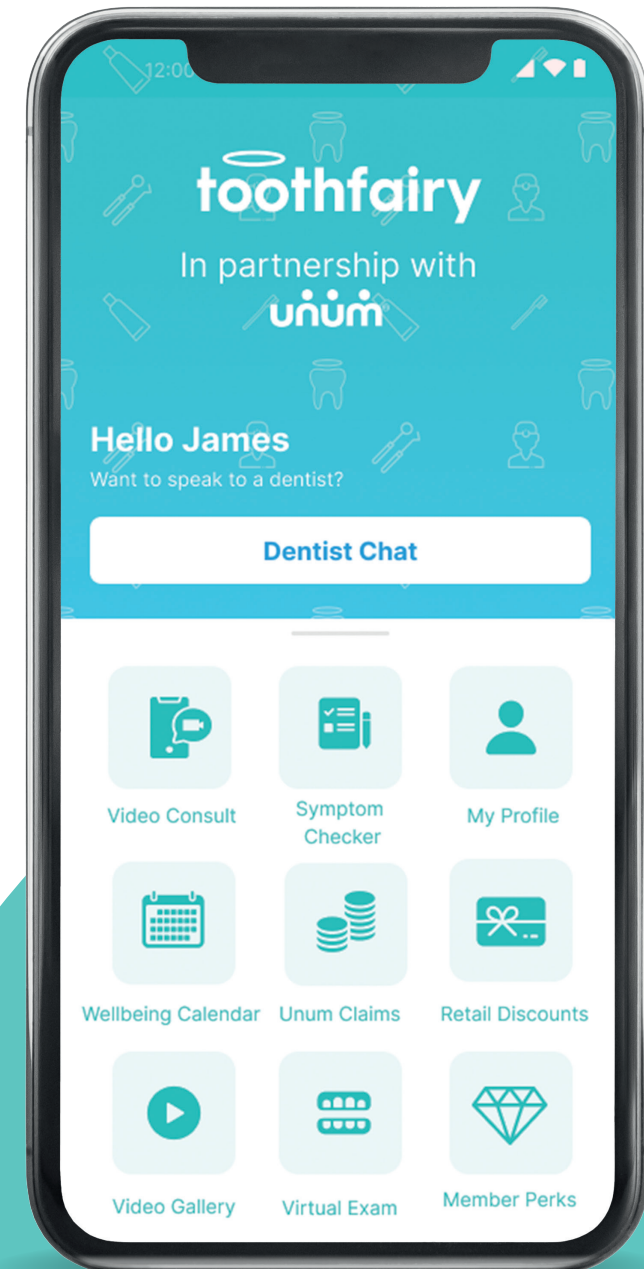 12:00
toothfairy
In partnership with
unum
Hello James
Want to speak to a dentist?
Dentist Chat
Video Consult
Symptom
Checker
My Profile
Wellbeing Calendar
Unum Claims
Retail Discounts
Video Gallery
Virtual Exam
Member Perks